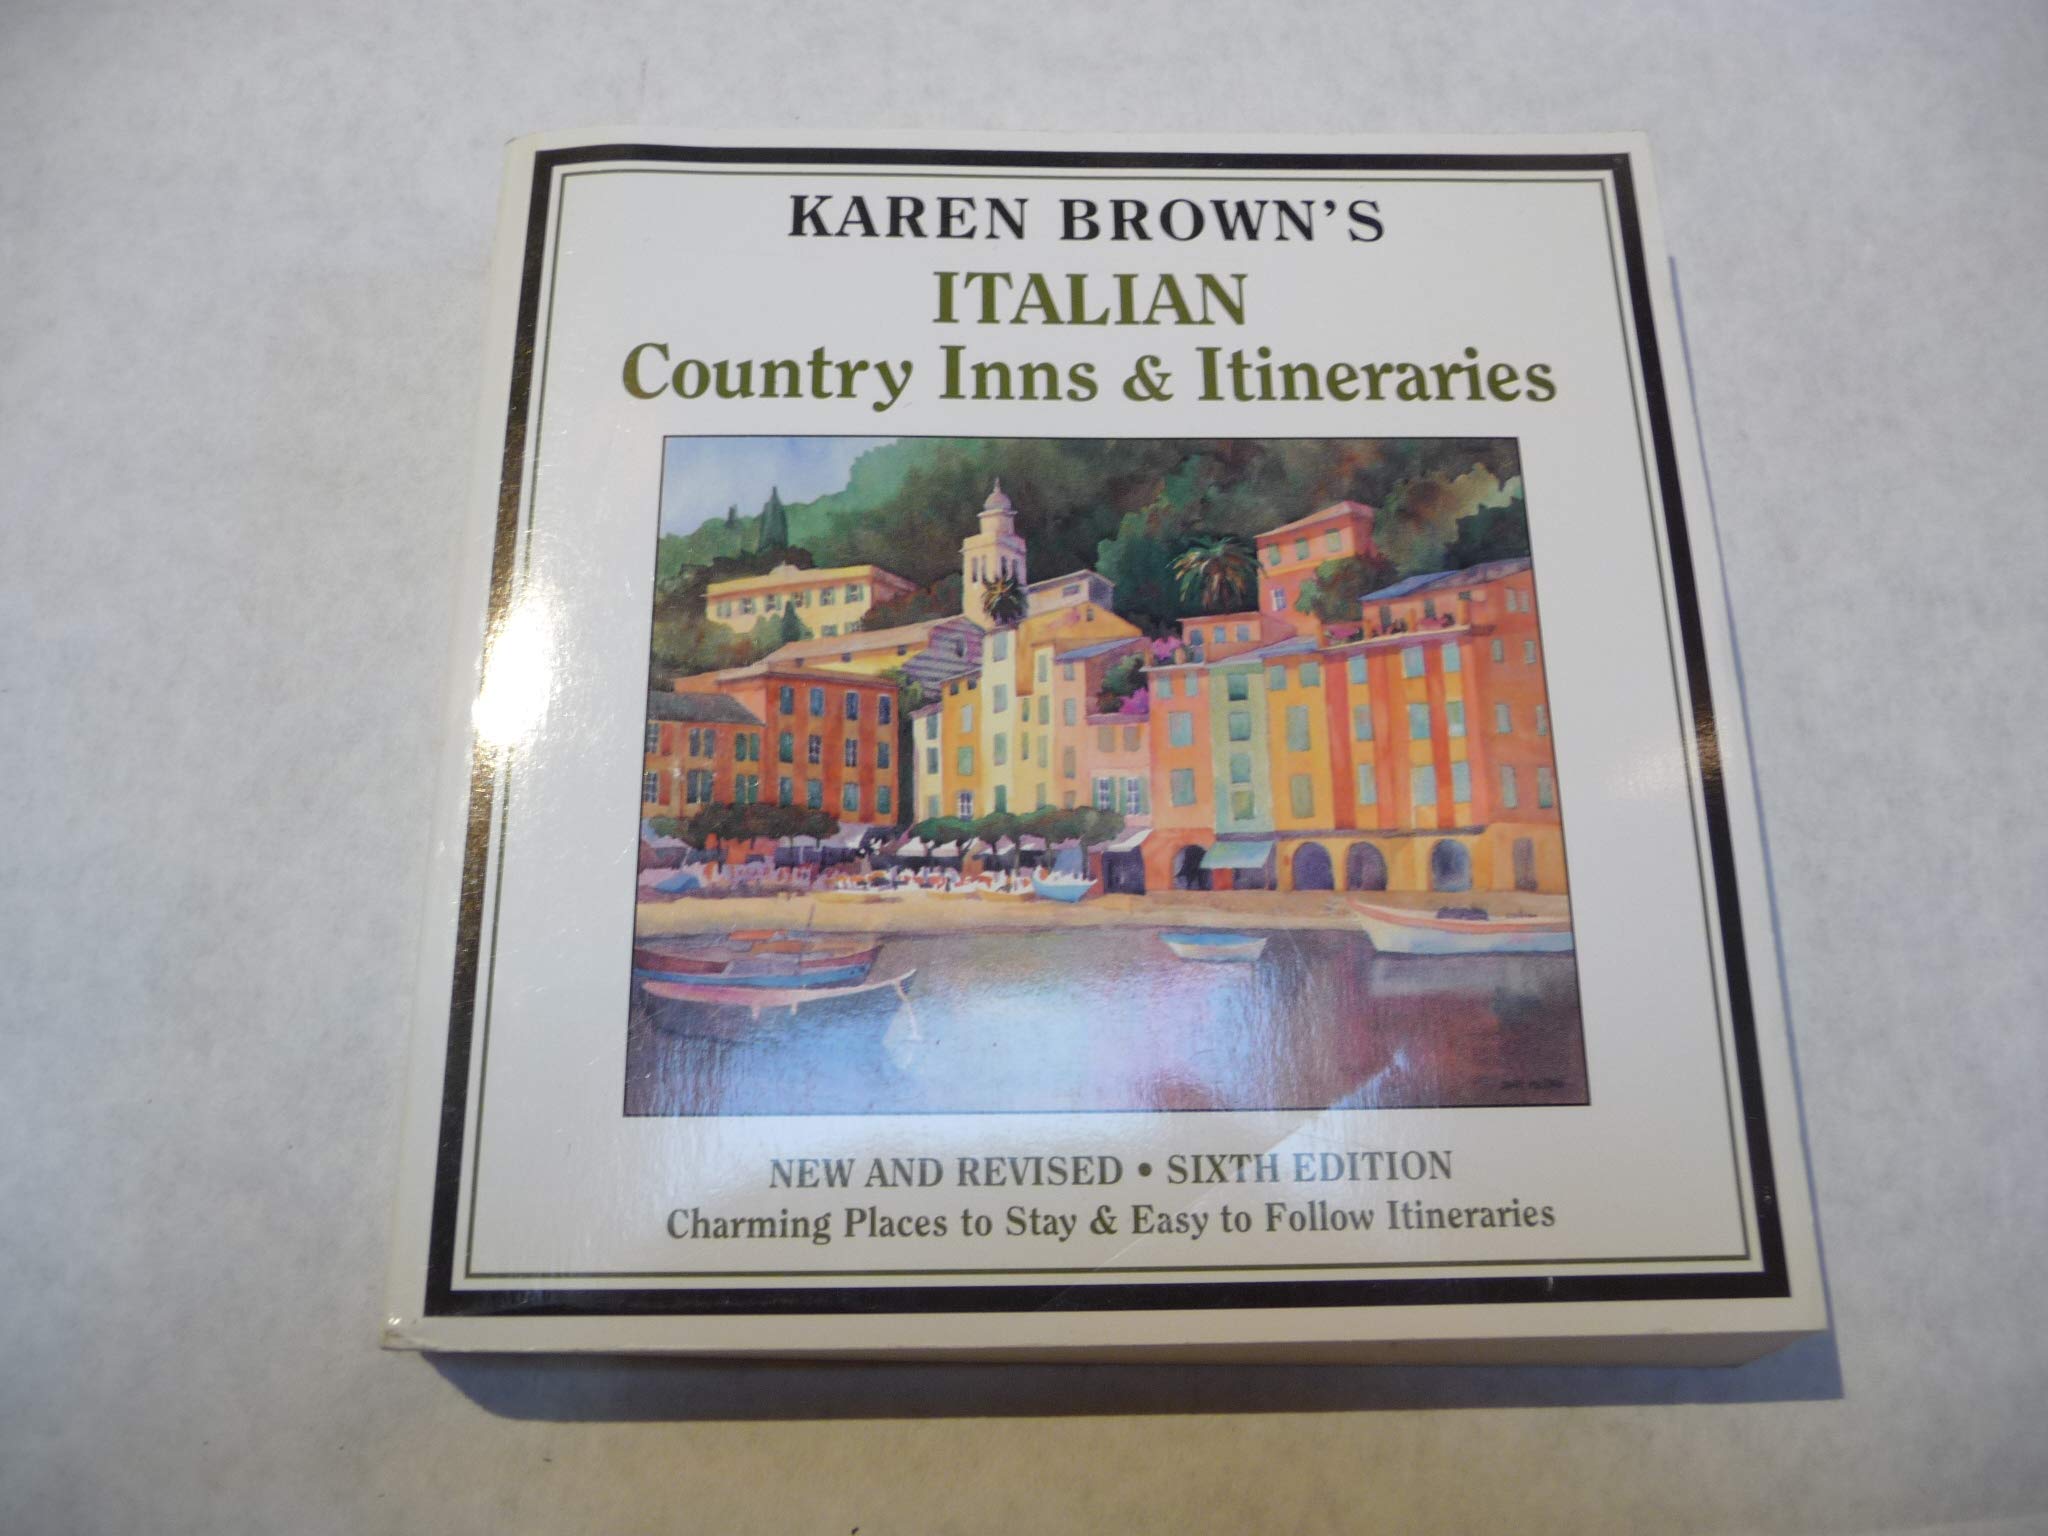 KAREN BROWN'S
ITALIAN
Country Inns & Itineraries
NEW AND REVISED • SIXTH EDITION
Charming Places to Stay & Easy to Follow Itineraries